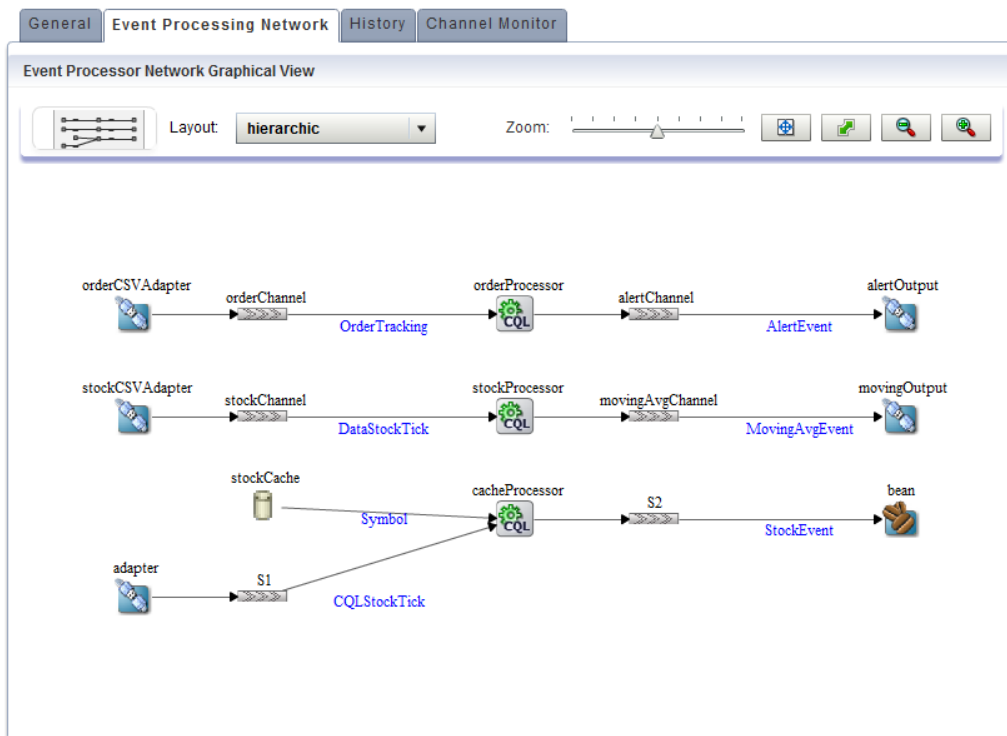 General Event Processing Network History Channel Monitor
Event Processor Network Graphical View
Layout: hierarchic Zoom:
orderCSVAdapter orderChannel orderProcessor alertChannel alertOutput
CQL
OrderTracking AlertEvent
stockCSVAdapter stockChannel stockProcessor movingAvgChannel movingOutput
CQL
DataStockTick MovingAvgEvent
stockCache cacheProcessor S2 bean
CQL
Symbol StockEvent
adapter S1
CQLStockTick